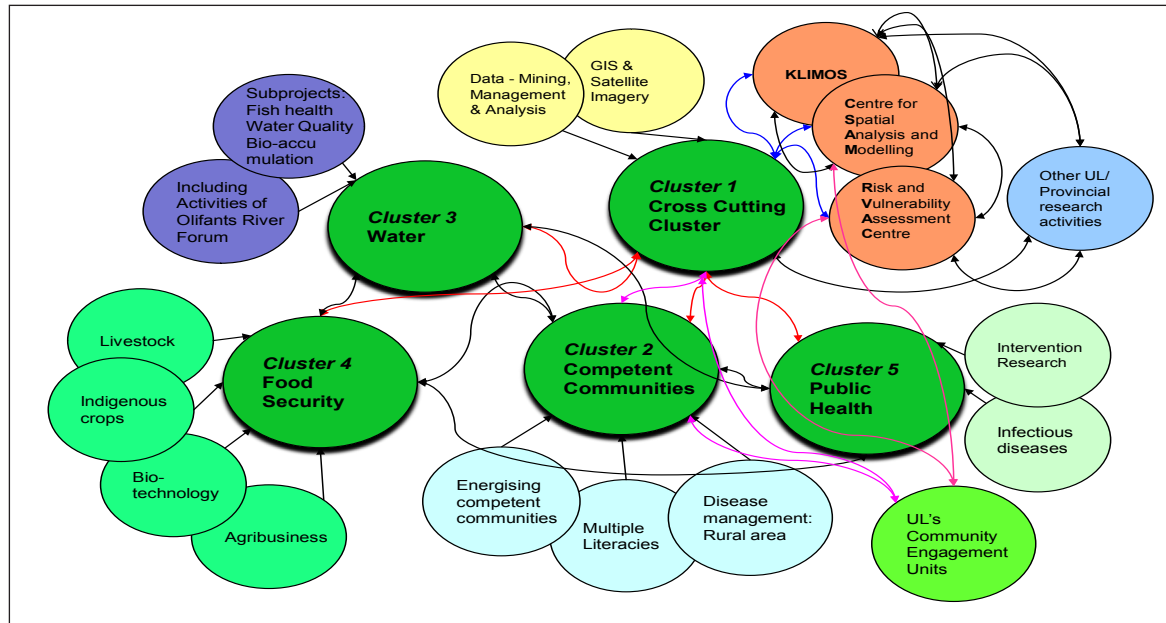 Data - Mining,
Management
& Analysis
GIS &
Satellite
Imagery
KLIMOS
Centre for
Spatial
Analysis and
Modelling
Risk and
Vulnerability
Assessment
Centre
Other UL/
Provincial
research
activities
Subprojects:
Fish health
Water Quality
Bio-accu
mulation
Including
Activities of
Olifants River
Forum
Cluster 3
Water
Cluster 1
Cross Cutting
Cluster
Cluster 4
Food
Security
Cluster 2
Competent
Communities
Cluster 5
Public
Health
Livestock
Indigenous
crops
Bio-
technology
Agribusiness
Energising
competent
communities
Multiple
Literacies
Disease
management:
Rural area
Intervention
Research
Infectious
diseases
UL's
Community
Engagement
Units